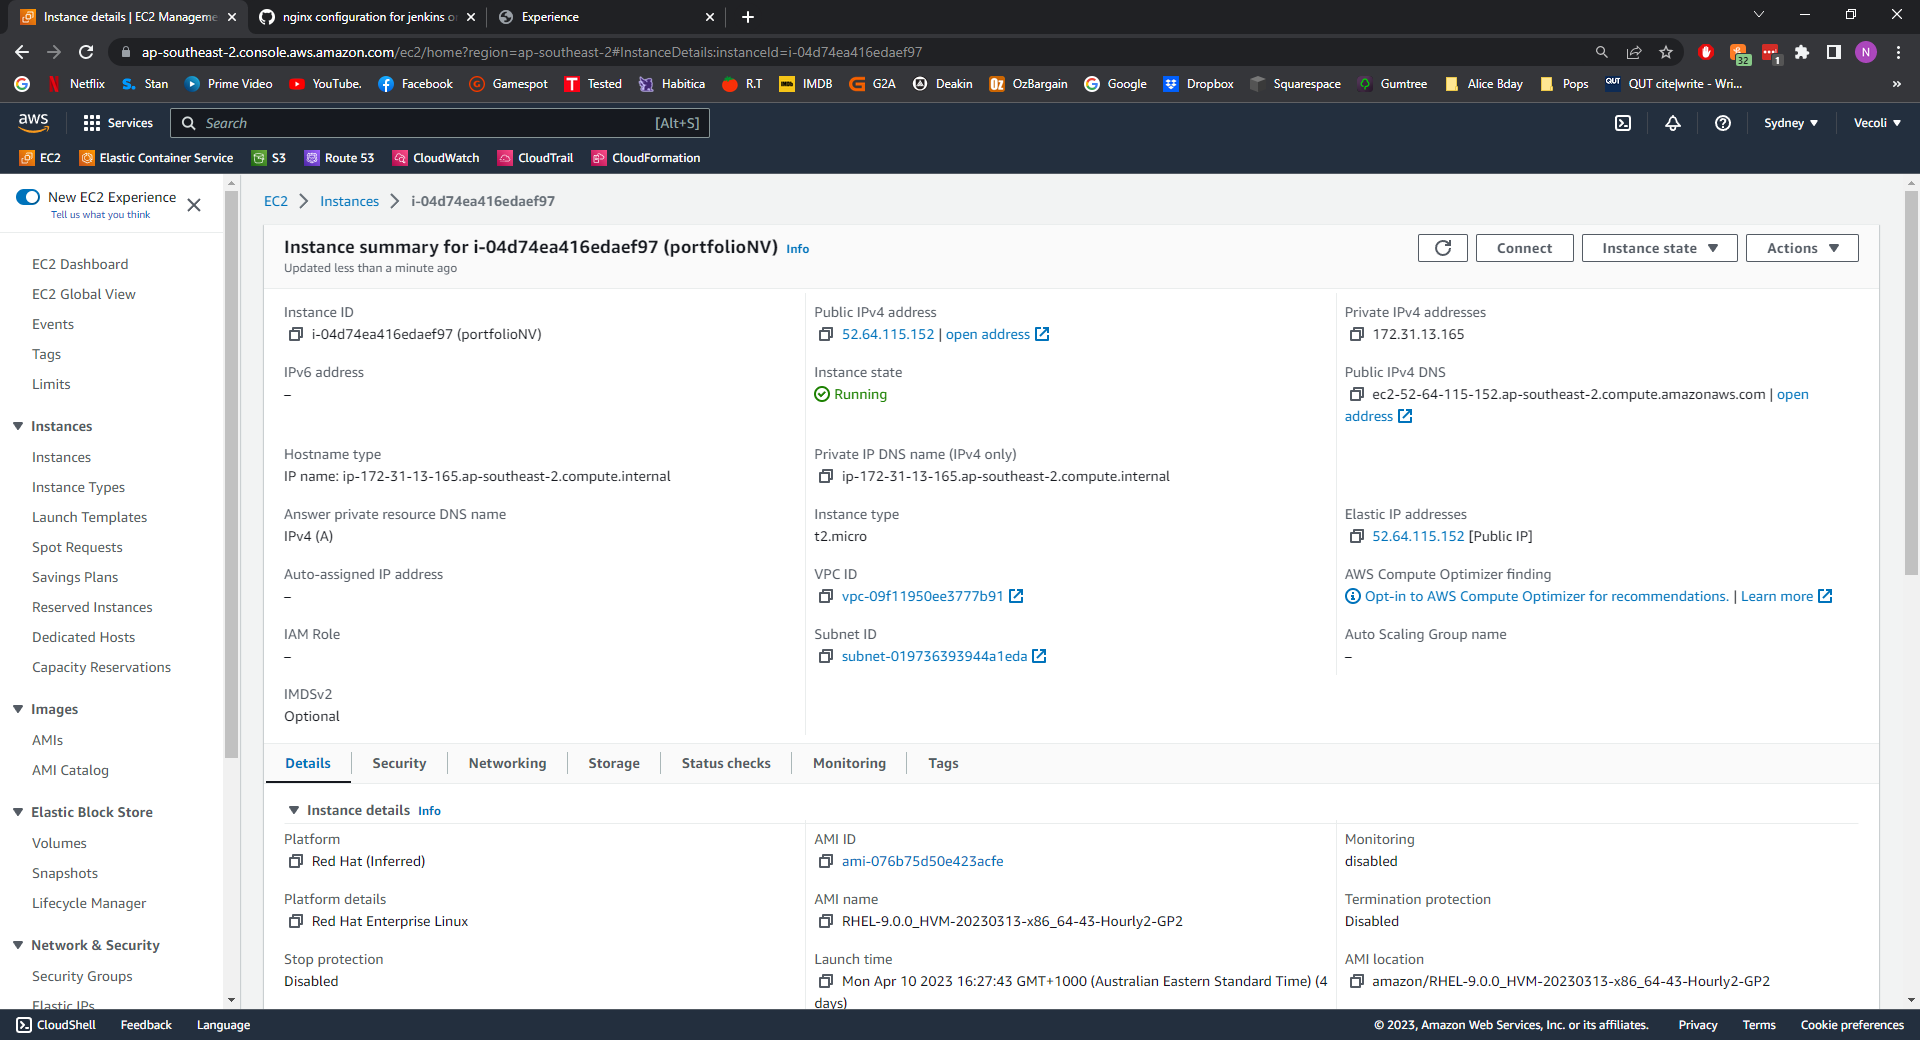 Instance details | EC2 Manageme
nginx configuration for jenkins o
Experience
ap-southeast-2.console.aws.amazon.com/ec2/home?region=ap-southeast-2#InstanceDetails:instanceId=i-04d74ea416edaef97
32
1
N
Netflix
Stan
Prime Video
YouTube.
Facebook
Gamespot
Tested
Habitica
R.T
IMDB
G2A
Deakin
OzBargain
Google
Dropbox
Squarespace
Gumtree
Alice Bday
Pops
QUT cite|write - Wri...
»
aws
Services
Search
[Alt+S]
Sydney
Vecoli
EC2
Elastic Container Service
S3
Route 53
CloudWatch
CloudTrail
CloudFormation
New EC2 Experience
Tell us what you think
EC2 Dashboard
EC2 Global View
Events
Tags
Limits
Instances
Instances
Instance Types
Launch Templates
Spot Requests
Savings Plans
Reserved Instances
Dedicated Hosts
Capacity Reservations
Images
AMIs
AMI Catalog
Elastic Block Store
Volumes
Snapshots
Lifecycle Manager
Network & Security
Security Groups
Elastic IPs
EC2 > Instances > i-04d74ea416edaef97
Instance summary for i-04d74ea416edaef97 (portfolioNV) Info
Updated less than a minute ago
Connect
Instance state
Actions
Instance ID
i-04d74ea416edaef97 (portfolioNV)
Public IPv4 address
52.64.115.152 | open address
Private IPv4 addresses
172.31.13.165
IPv6 address
–
Instance state
Running
Public IPv4 DNS
ec2-52-64-115-152.ap-southeast-2.compute.amazonaws.com | open
address
Hostname type
IP name: ip-172-31-13-165.ap-southeast-2.compute.internal
Private IP DNS name (IPv4 only)
ip-172-31-13-165.ap-southeast-2.compute.internal
Answer private resource DNS name
IPv4 (A)
Instance type
t2.micro
Elastic IP addresses
52.64.115.152 [Public IP]
Auto-assigned IP address
–
VPC ID
vpc-09f11950ee3777b91
AWS Compute Optimizer finding
Opt-in to AWS Compute Optimizer for recommendations. | Learn more
IAM Role
–
Subnet ID
subnet-019736393944a1eda
Auto Scaling Group name
–
IMDSv2
Optional
Details
Security
Networking
Storage
Status checks
Monitoring
Tags
Instance details Info
Platform
Red Hat (Inferred)
AMI ID
ami-076b75d50e423acfe
Monitoring
disabled
Platform details
Red Hat Enterprise Linux
AMI name
RHEL-9.0.0_HVM-20230313-x86_64-43-Hourly2-GP2
Termination protection
Disabled
Stop protection
Disabled
Launch time
Mon Apr 10 2023 16:27:43 GMT+1000 (Australian Eastern Standard Time) (4
days)
AMI location
amazon/RHEL-9.0.0_HVM-20230313-x86_64-43-Hourly2-GP2
CloudShell
Feedback
Language
© 2023, Amazon Web Services, Inc. or its affiliates.
Privacy
Terms
Cookie preferences